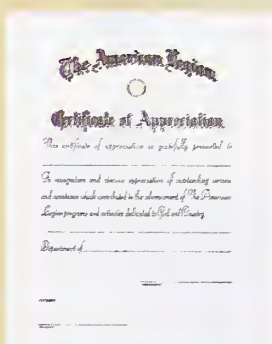 The American Legion
Certificate of Appreciation
This certificate of appreciation is gratefully presented to
In recognition and sincere appreciation of outstanding service
and assistance which contributed to the advancement of The American
Legion programs and activities dedicated to God and Country.
Department of